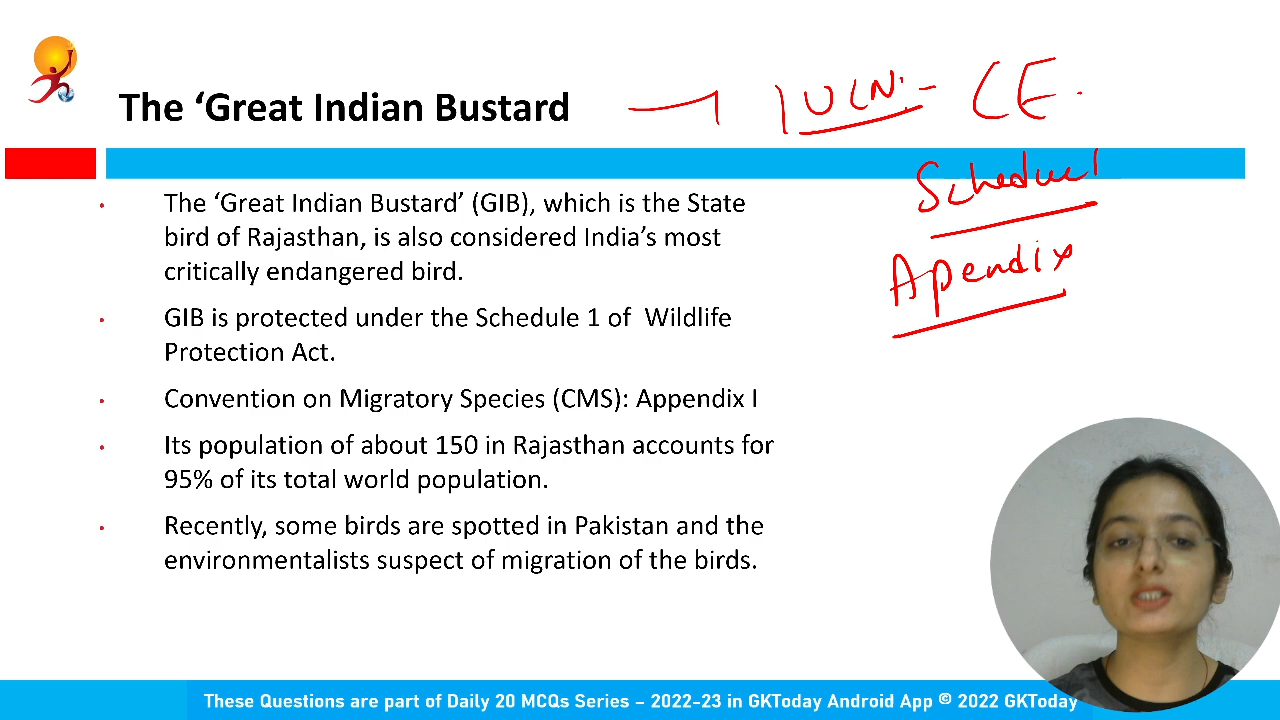 The ‘Great Indian Bustard
IUCN:- CE.
Schedule 1
Apendix
The ‘Great Indian Bustard’ (GIB), which is the State
bird of Rajasthan, is also considered India’s most
critically endangered bird.
GIB is protected under the Schedule 1 of Wildlife
Protection Act.
Convention on Migratory Species (CMS): Appendix I
Its population of about 150 in Rajasthan accounts for
95% of its total world population.
Recently, some birds are spotted in Pakistan and the
environmentalists suspect of migration of the birds.
These Questions are part of Daily 20 MCQs Series – 2022-23 in GKToday Android App © 2022 GKToday